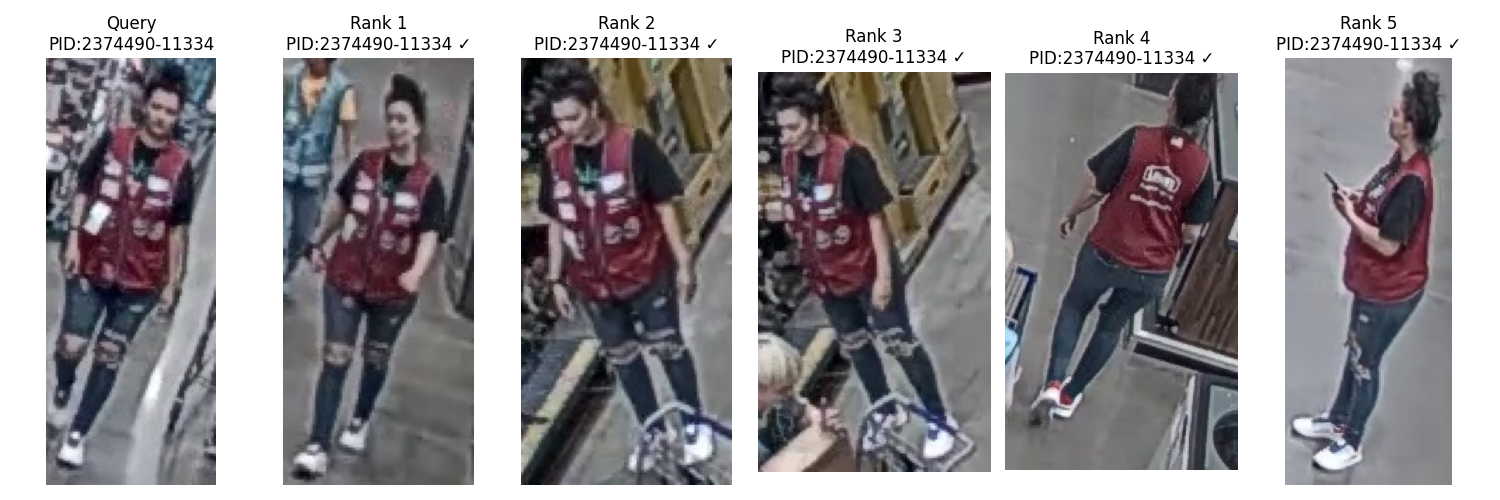 Query
PID:2374490-11334
Rank 1
PID:2374490-11334 ✓
Rank 2
PID:2374490-11334 ✓
Rank 3
PID:2374490-11334 ✓
Rank 4
PID:2374490-11334 ✓
Rank 5
PID:2374490-11334 ✓